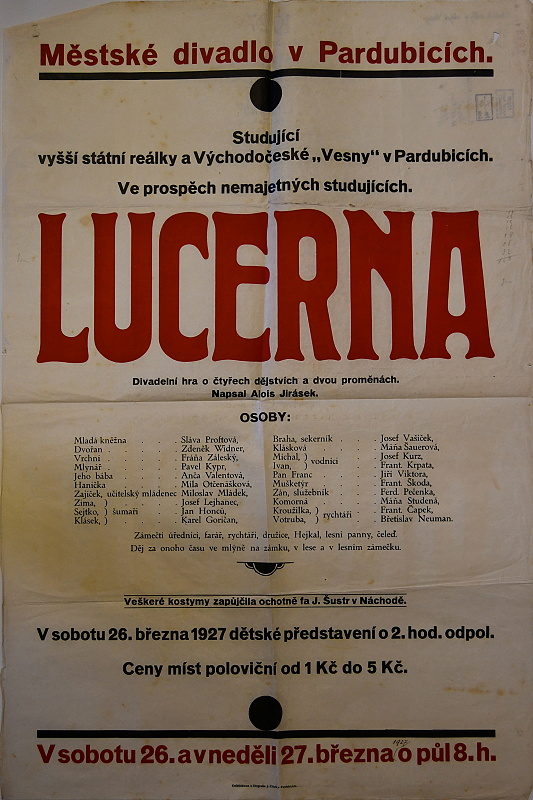 Městské divadlo v Pardubicích.
Studující
vyšší státní reálky a Východočeské „Vesny" v Pardubicích.
Ve prospěch nemajetných studujících.
LUCERNA
Divadelní hra o čtyřech dějstvích a dvou proměnách.
Napsal Alois Jirásek.
OSOBY:
Mladá kněžna . . . Sláva Proftová,
Dvořan . . . . Zdeněk Widner,
Vrchní . . . . Fráňa Záleský,
Mlynář . . . . Pavel Kypr,
Jeho bába . . . Anča Valentová,
Hanička . . . . Míla Otčenášková,
Zajíček, učitelský mládenec Miloslav Mládek,
Zima, ) . . . Josef Lejhanec,
Sejtko, ) šumaři . . Jan Honců,
Klásek, ) . . . Karel Goričan,
Braha, sekerník . . . Josef Vašíček,
Klásková . . . . Máňa Šauerová,
Michal, ) vodníci . . . Josef Kurz,
Ivan, ) . . . Frant. Krpata,
Pan Franc . . . . Jiří Viktora,
Mušketýr . . . . Frant. Škoda,
Žán, služebník . . . Ferd. Pečenka,
Komorná . . . . Máňa Studená,
Kroužilka, ) rychtáři . . Frant. Čapek,
Votruba, ) . . Břetislav Neuman.
Zámečtí úředníci, farář, rychtáři, družice, Hejkal, lesní panny, čeleď.
Děj za onoho času ve mlýně na zámku, v lese a v lesním zámečku.
Veškeré kostymy zapůjčila ochotně fa J. Šustr v Náchodě.
V sobotu 26. března 1927 dětské představení o 2. hod. odpol.
Ceny míst poloviční od 1 Kč do 5 Kč.
V sobotu 26. a v neděli 27. března 1927 o půl 8. h.